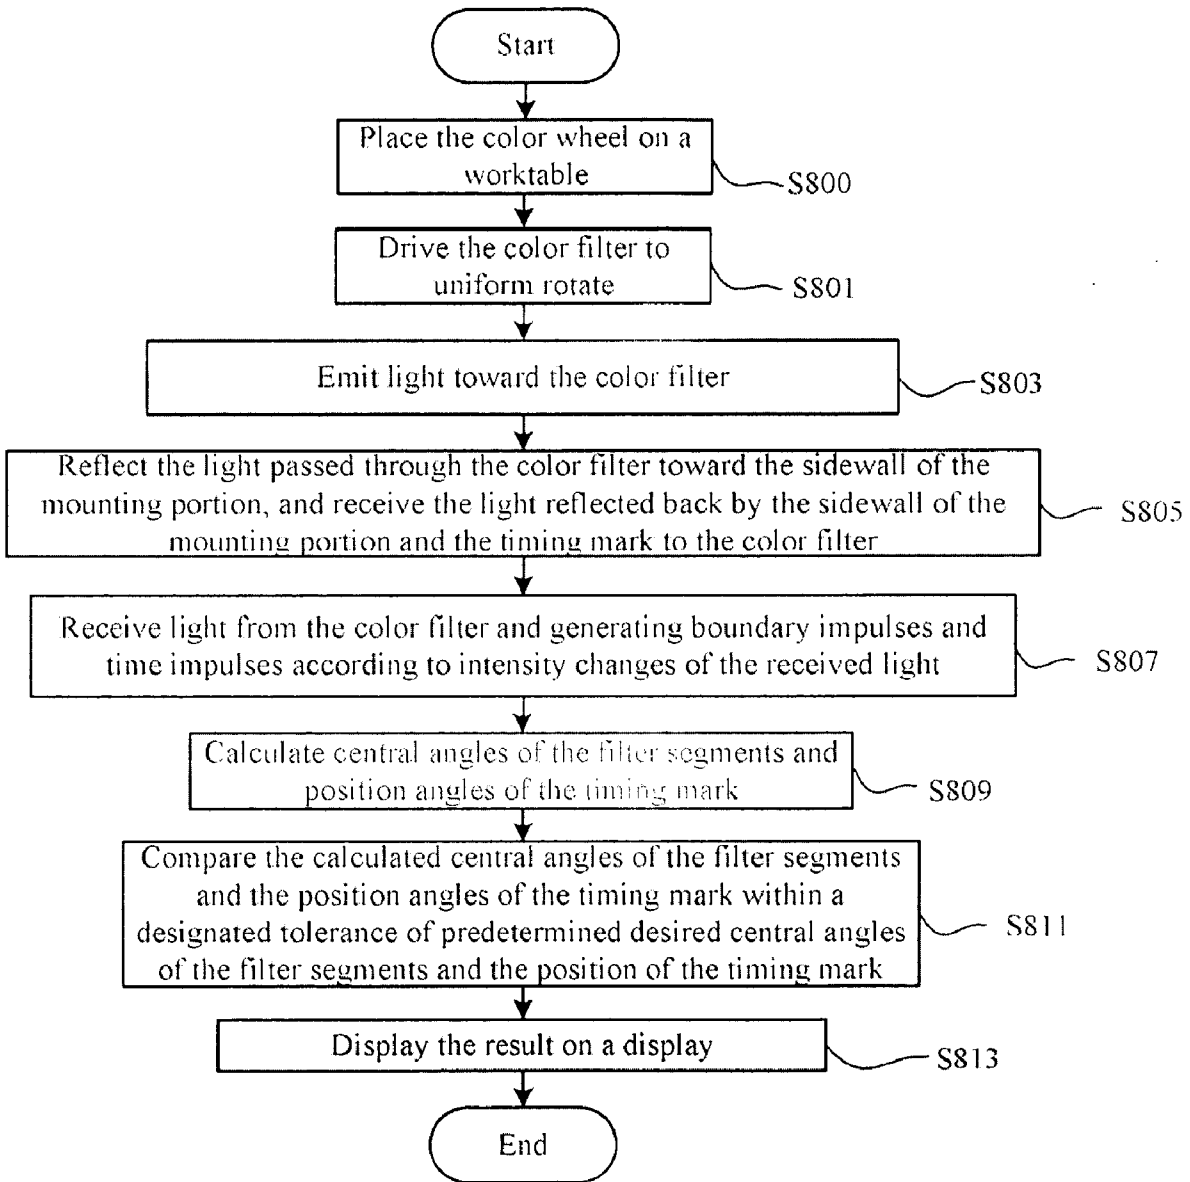 Start
Place the color wheel on a
worktable
S800
Drive the color filter to
uniform rotate
S801
Emit light toward the color filter
S803
Reflect the light passed through the color filter toward the sidewall of the
mounting portion, and receive the light reflected back by the sidewall of the
mounting portion and the timing mark to the color filter
S805
Receive light from the color filter and generating boundary impulses and
time impulses according to intensity changes of the received light
S807
Calculate central angles of the filter segments and
position angles of the timing mark
S809
Compare the calculated central angles of the filter segments
and the position angles of the timing mark within a
designated tolerance of predetermined desired central angles
of the filter segments and the position of the timing mark
S811
Display the result on a display
S813
End